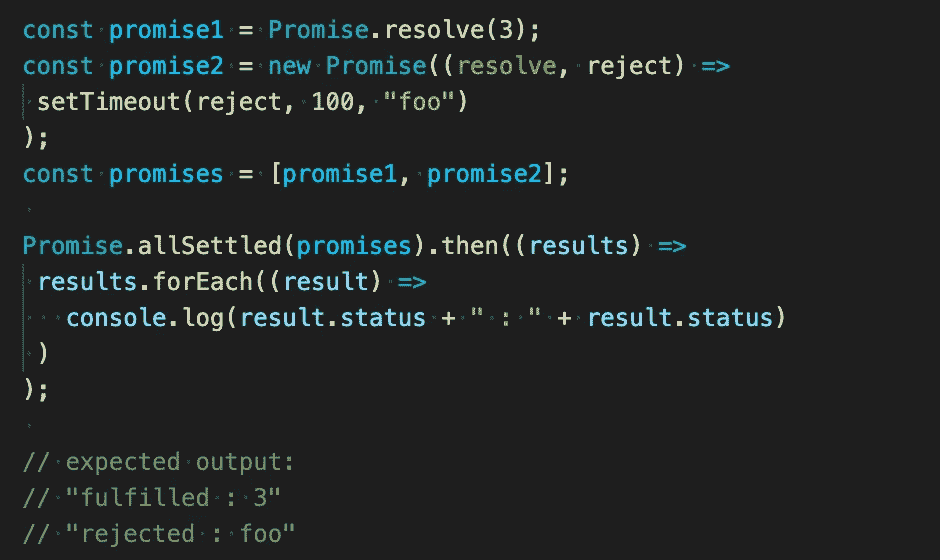 const promise1 = Promise.resolve(3);
const promise2 = new Promise((resolve, reject) =>
 setTimeout(reject, 100, "foo")
);
const promises = [promise1, promise2];

Promise.allSettled(promises).then((results) =>
 results.forEach((result) =>
   console.log(result.status + " : " + result.status)
 )
);

// expected output:
// "fulfilled : 3"
// "rejected : foo"